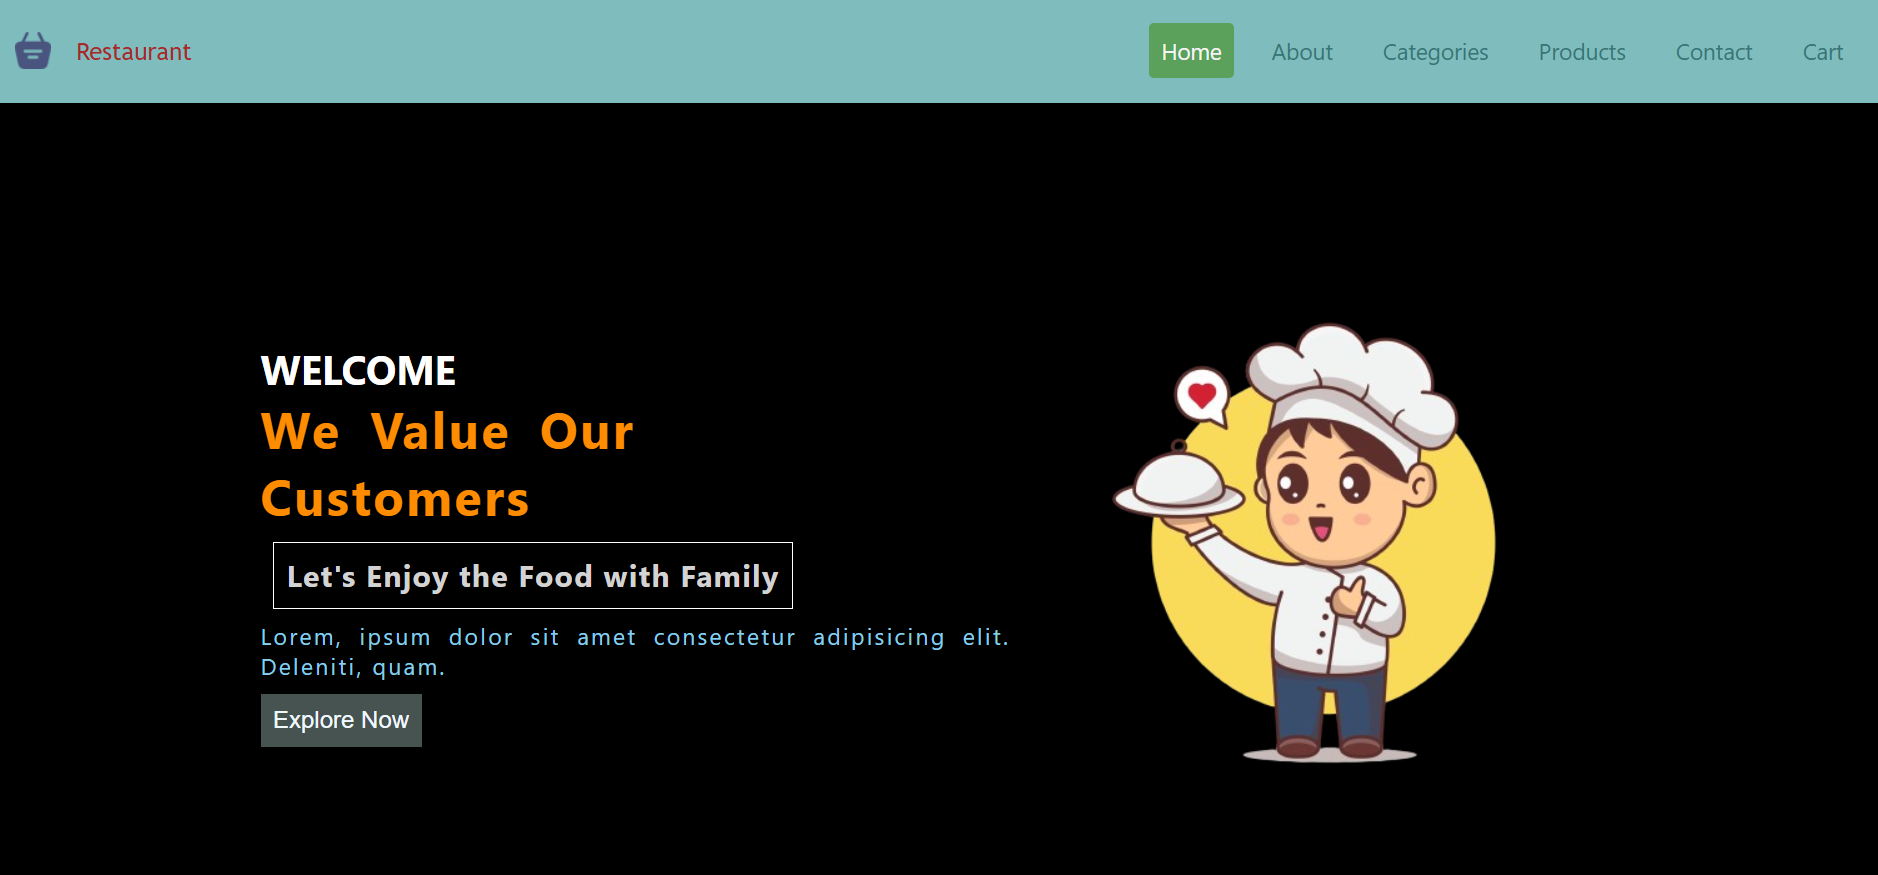 Restaurant
Home About Categories Products Contact Cart
WELCOME
We Value Our
Customers
Let's Enjoy the Food with Family
Lorem, ipsum dolor sit amet consectetur adipisicing elit.
Deleniti, quam.
Explore Now